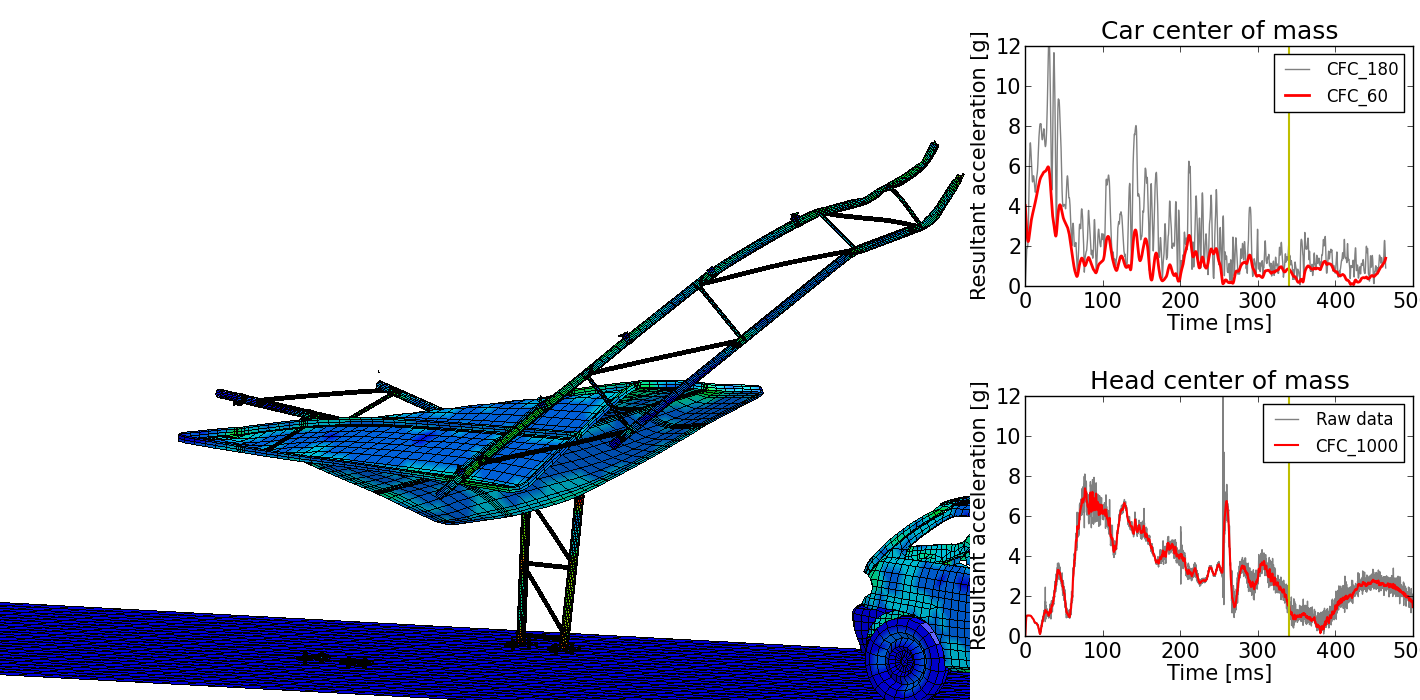 Car center of mass
Resultant acceleration [g]
12
10
8
6
4
2
0
CFC_180
CFC_60
0 100 200 300 400 50
Time [ms]
Head center of mass
Resultant acceleration [g]
12
10
8
6
4
2
0
Raw data
CFC_1000
0 100 200 300 400 50
Time [ms]